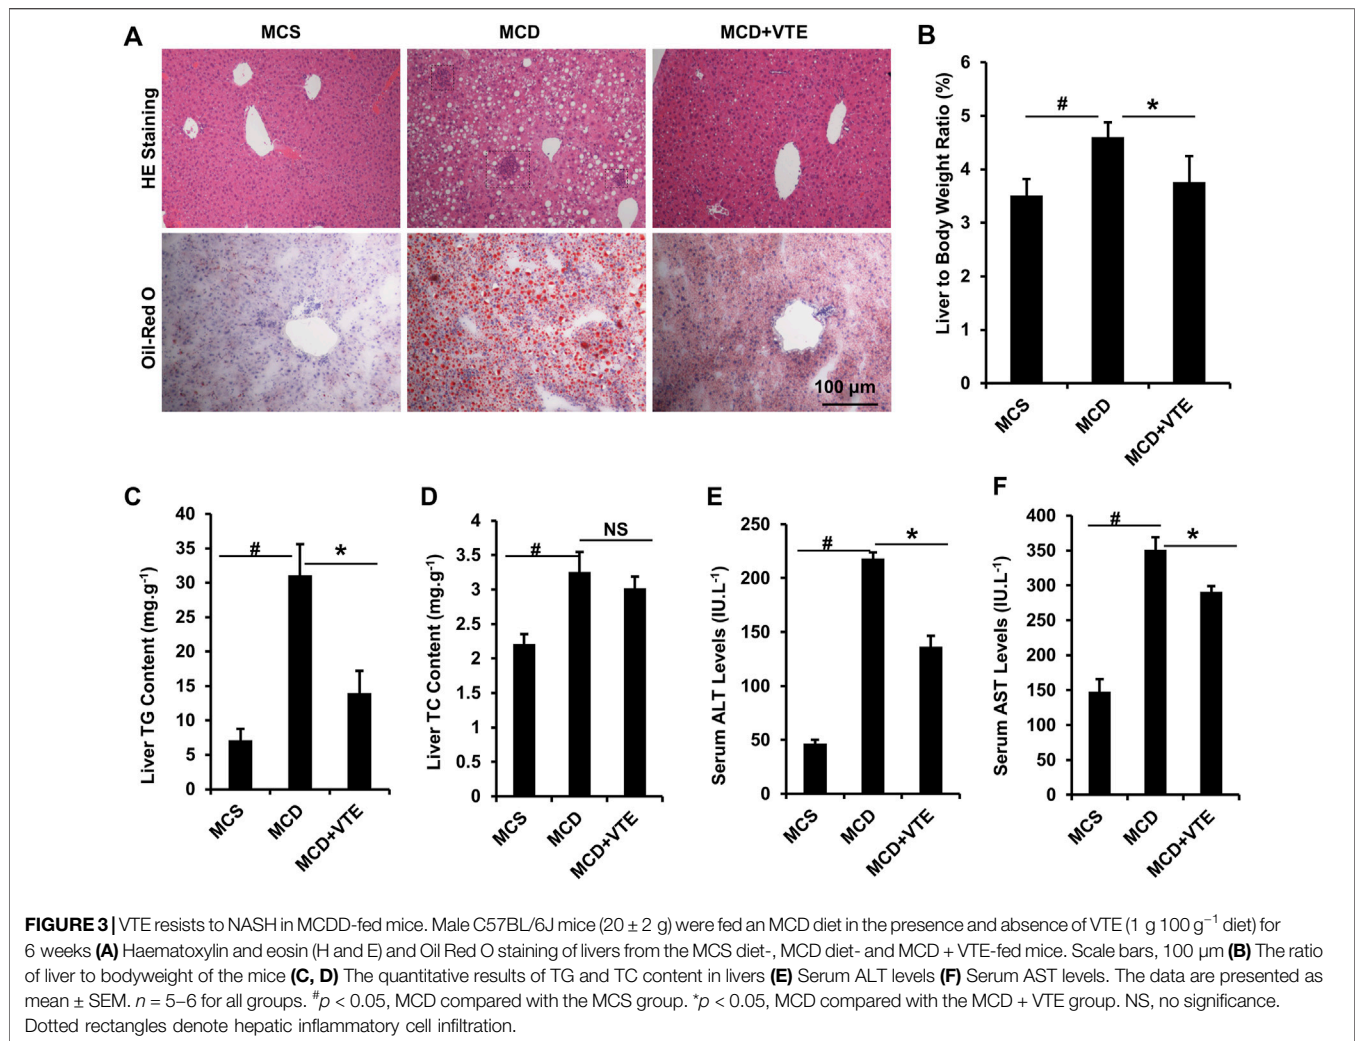 A
MCS
MCD
MCD+VTE
HE Staining
Oil-Red O
100 µm
B
Liver to Body Weight Ratio (%)
6
5
4
3
2
1
0
#
*
MCS
MCD
MCD+VTE
C
Liver TG Content (mg.g⁻¹)
40
35
30
25
20
15
10
5
0
#
*
MCS
MCD
MCD+VTE
D
Liver TC Content (mg.g⁻¹)
4
3.5
3
2.5
2
1.5
1
0.5
0
#
NS
MCS
MCD
MCD+VTE
E
Serum ALT Levels (IU.L⁻¹)
250
200
150
100
50
0
#
*
MCS
MCD
MCD+VTE
F
Serum AST Levels (IU.L⁻¹)
400
350
300
250
200
150
100
50
0
#
*
MCS
MCD
MCD+VTE
FIGURE 3 | VTE resists to NASH in MCDD-fed mice. Male C57BL/6J mice (20 ± 2 g) were fed an MCD diet in the presence and absence of VTE (1 g 100 g⁻¹ diet) for
6 weeks (A) Haematoxylin and eosin (H and E) and Oil Red O staining of livers from the MCS diet-, MCD diet- and MCD + VTE-fed mice. Scale bars, 100 µm (B) The ratio
of liver to bodyweight of the mice (C, D) The quantitative results of TG and TC content in livers (E) Serum ALT levels (F) Serum AST levels. The data are presented as
mean ± SEM. n = 5–6 for all groups. #p < 0.05, MCD compared with the MCS group. *p < 0.05, MCD compared with the MCD + VTE group. NS, no significance.
Dotted rectangles denote hepatic inflammatory cell infiltration.